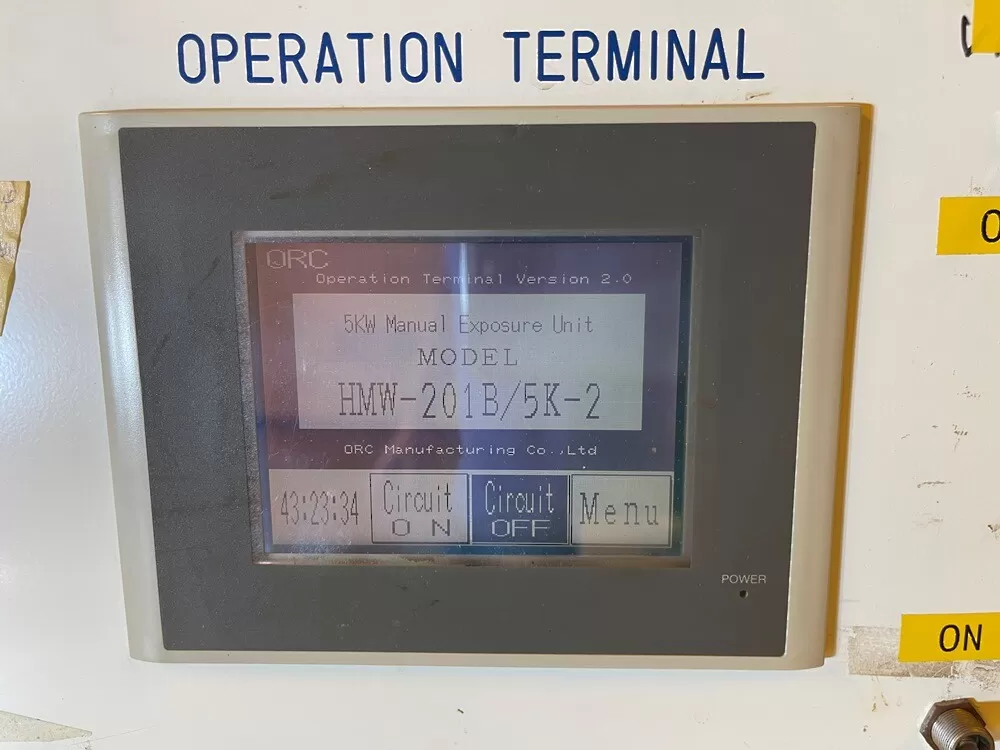 OPERATION TERMINAL
ORC
Operation Terminal Version 2.0
5KW Manual Exposure Unit
MODEL
HMW-201B/5K-2
ORC Manufacturing Co.,Ltd
43:23:34
Circuit ON
Circuit OFF
Menu
POWER
ON